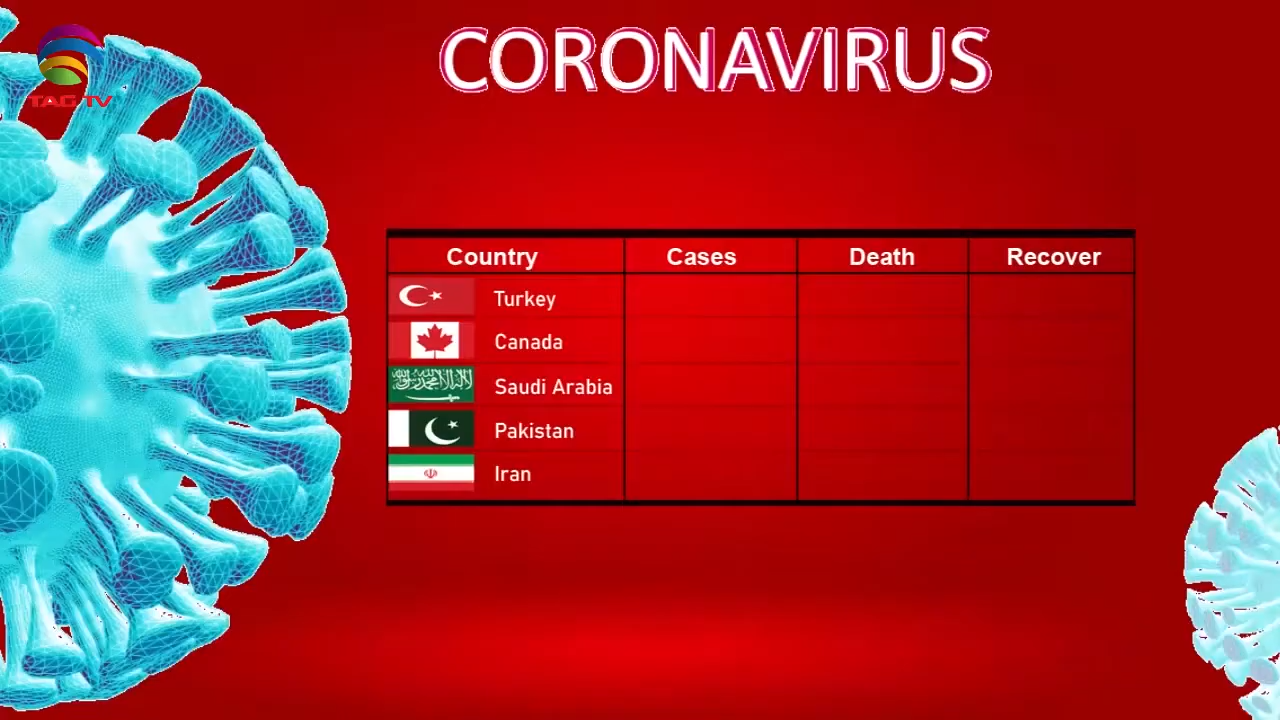 TAG TV
CORONAVIRUS
Country Cases Death Recover
Turkey
Canada
Saudi Arabia
Pakistan
Iran